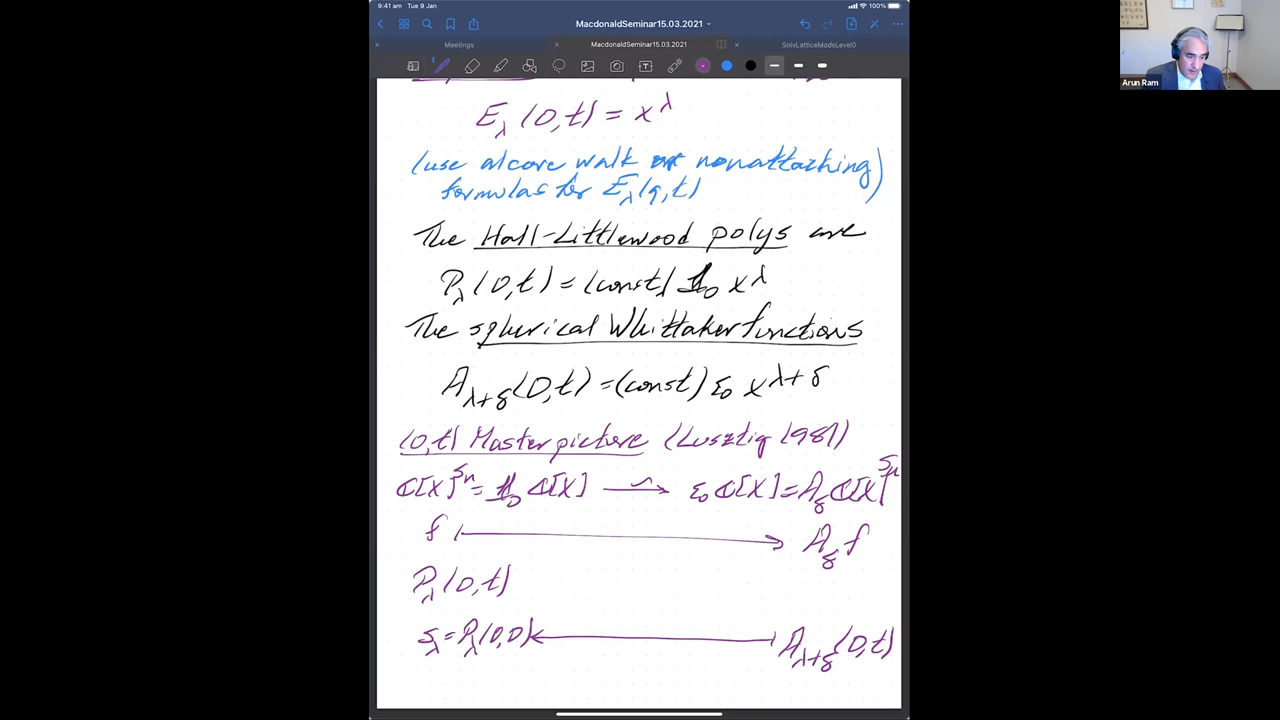 9:41 am Tue 9 Jan
100%
MacdonaldSeminar15.03.2021
Meetings
MacdonaldSeminar15.03.2021
SolvLatticeModsLevel0
Arun Ram
E_λ(0,t) = x^λ
(use alcove walk or nonattacking)
formulas for E_λ(q,t)
The Hall-Littlewood polys are
P_λ(0,t) = (const) 1_0 x^λ
The spherical Whittaker functions
A_{λ+δ}(0,t) = (const) ε_0 x^{λ+δ}
(0,t) Master picture (Lusztig 1981)
ℂ[X]^{S_n} = 1_0 ℂ[X] ⟶ ε_0 ℂ[X] = A_δ ℂ[X]^{S_n}
f ⟼ A_δ f
P_λ(0,t)
s_λ = P_λ(0,0) ⟻ A_{λ+δ}(0,t)